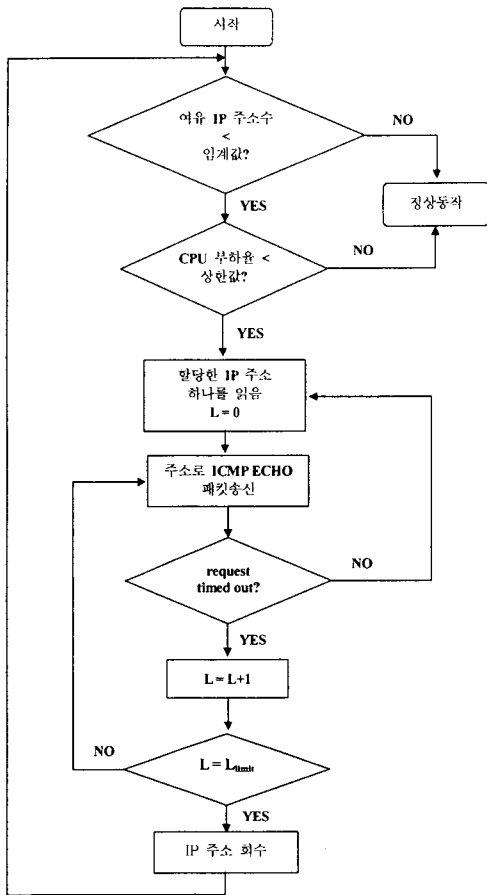 시작
여유 IP 주소수
<
임계값?
NO
YES
정상동작
CPU 부하율 <
상한값?
NO
YES
할당한 IP 주소
하나를 읽음
L = 0
주소로 ICMP ECHO
패킷송신
request
timed out?
NO
YES
L = L+1
NO
L = Llimit
YES
IP 주소 회수